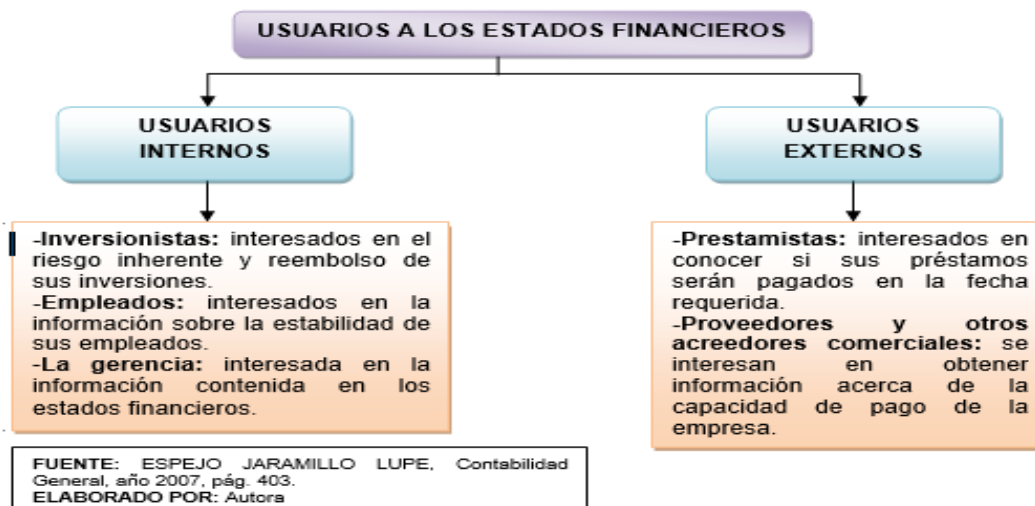 USUARIOS A LOS ESTADOS FINANCIEROS
USUARIOS
INTERNOS
-Inversionistas: interesados en el
riesgo inherente y reembolso de
sus inversiones.
-Empleados: interesados en la
información sobre la estabilidad de
sus empleados.
-La gerencia: interesada en la
información contenida en los
estados financieros.
USUARIOS
EXTERNOS
-Prestamistas: interesados en
conocer si sus préstamos
serán pagados en la fecha
requerida.
-Proveedores y otros
acreedores comerciales: se
interesan en obtener
información acerca de la
capacidad de pago de la
empresa.
FUENTE: ESPEJO JARAMILLO LUPE, Contabilidad
General, año 2007, pág. 403.
ELABORADO POR: Autora